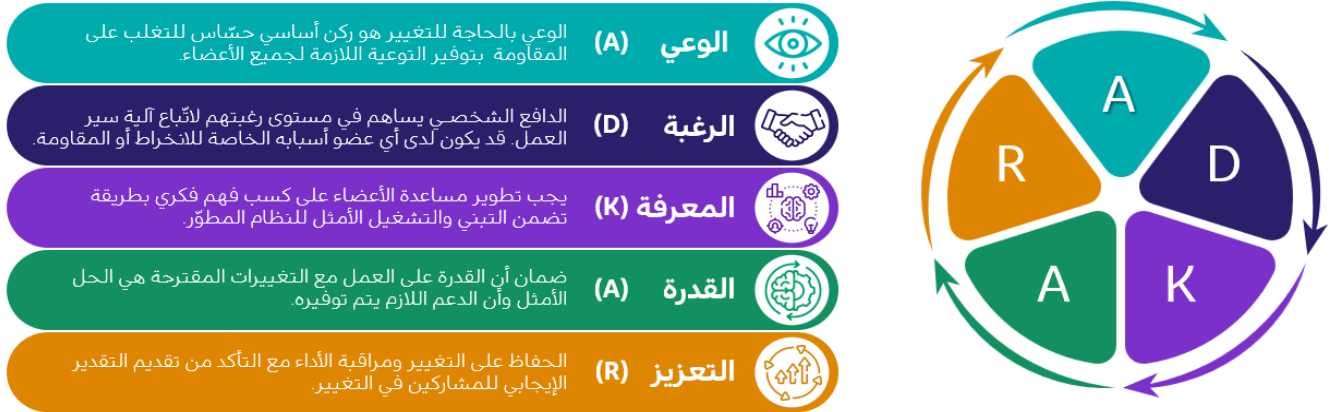 الوعي (A)
الوعي بالحاجة للتغيير هو ركن أساسي حسّاس للتغلب على
المقاومة بتوفير التوعية اللازمة لجميع الأعضاء.
الرغبة (D)
الدافع الشخصي يساهم في مستوى رغبتهم لاتّباع آلية سير
العمل. قد يكون لدى أي عضو أسبابه الخاصة للانخراط أو المقاومة.
المعرفة (K)
يجب تطوير مساعدة الأعضاء على كسب فهم فكري بطريقة
تضمن التبني والتشغيل الأمثل للنظام المطوّر.
القدرة (A)
ضمان أن القدرة على العمل مع التغييرات المقترحة هي الحل
الأمثل وأن الدعم اللازم يتم توفيره.
التعزيز (R)
الحفاظ على التغيير ومراقبة الأداء مع التأكد من تقديم التقدير
الإيجابي للمشاركين في التغيير.
A
D
K
A
R